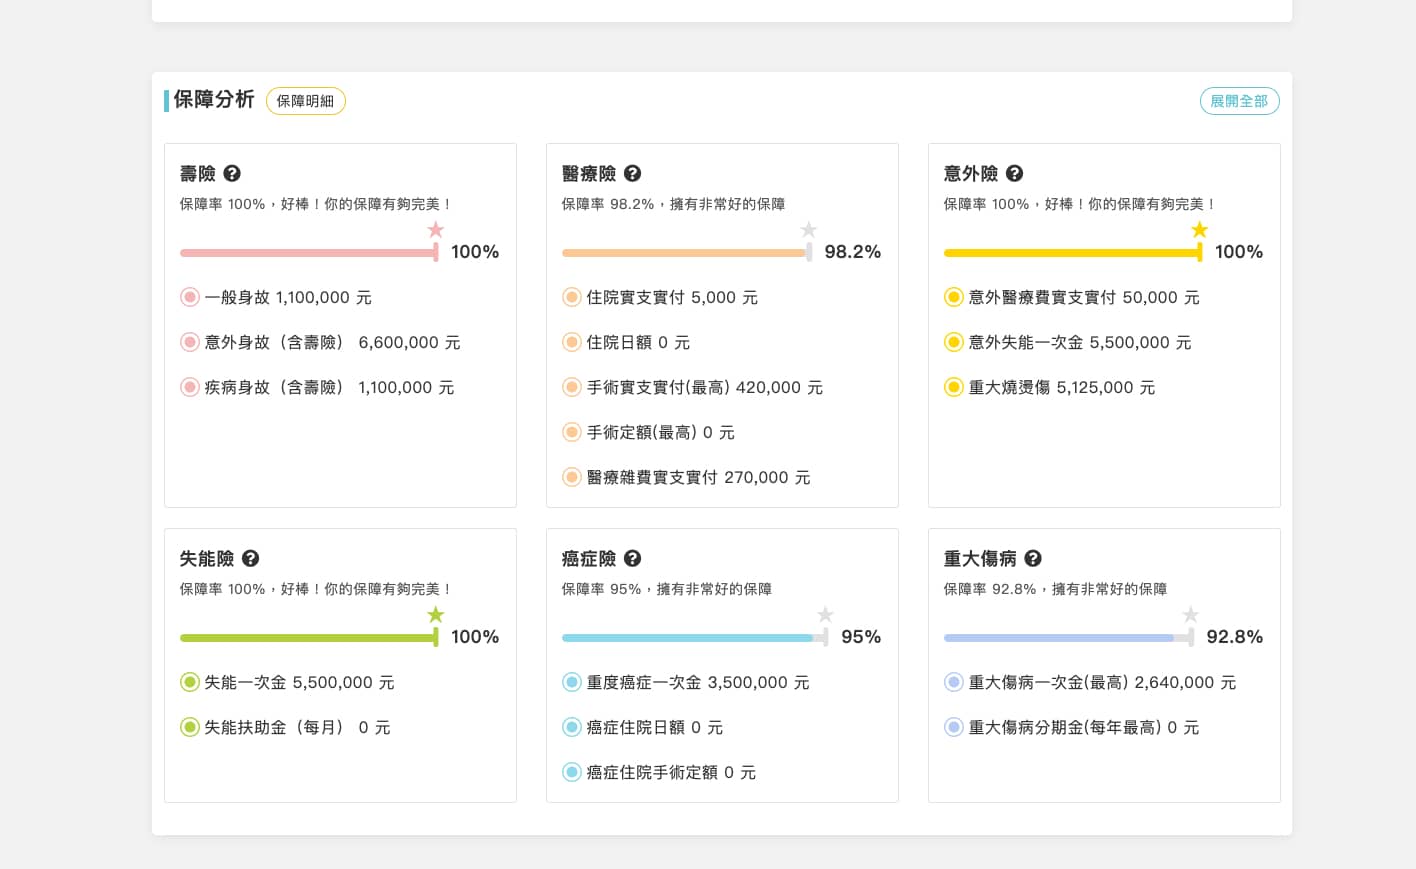 保障分析
保障明細
展開全部
壽險
保障率 100%，好棒！你的保障有夠完美！
100%
一般身故 1,100,000 元
意外身故（含壽險） 6,600,000 元
疾病身故（含壽險） 1,100,000 元
醫療險
保障率 98.2%，擁有非常好的保障
98.2%
住院實支實付 5,000 元
住院日額 0 元
手術實支實付(最高) 420,000 元
手術定額(最高) 0 元
醫療雜費實支實付 270,000 元
意外險
保障率 100%，好棒！你的保障有夠完美！
100%
意外醫療費實支實付 50,000 元
意外失能一次金 5,500,000 元
重大燒燙傷 5,125,000 元
失能險
保障率 100%，好棒！你的保障有夠完美！
100%
失能一次金 5,500,000 元
失能扶助金（每月） 0 元
癌症險
保障率 95%，擁有非常好的保障
95%
重度癌症一次金 3,500,000 元
癌症住院日額 0 元
癌症住院手術定額 0 元
重大傷病
保障率 92.8%，擁有非常好的保障
92.8%
重大傷病一次金(最高) 2,640,000 元
重大傷病分期金(每年最高) 0 元